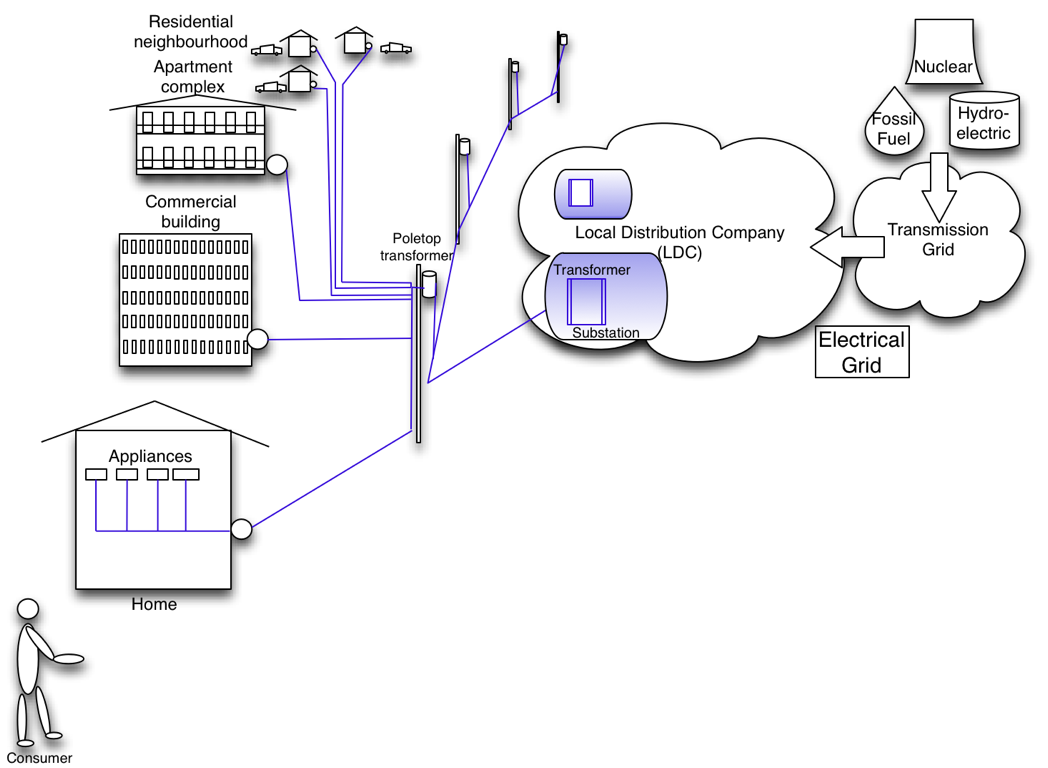 Residential
neighbourhood
Apartment
complex
Commercial
building
Poletop
transformer
Appliances
Home
Consumer
Local Distribution Company
(LDC)
Transformer
Substation
Nuclear
Fossil
Fuel
Hydro-
electric
Transmission
Grid
Electrical
Grid